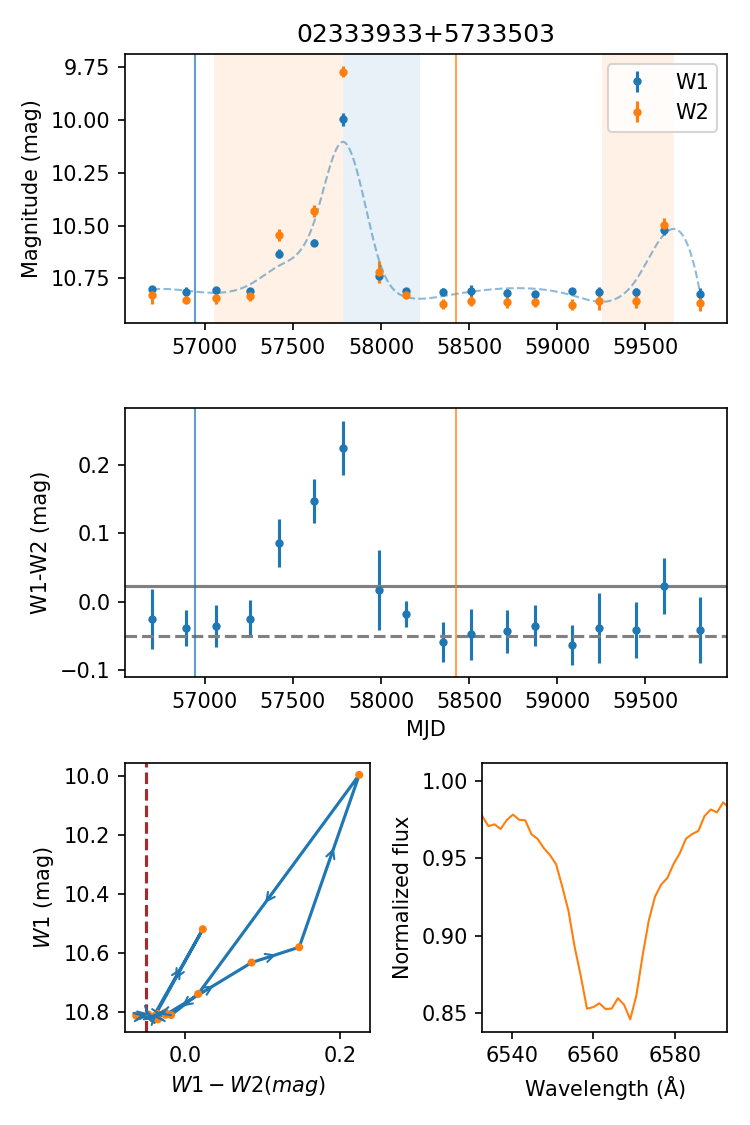 02333933+5733503
9.75
10.00
10.25
10.50
10.75
Magnitude (mag)
W1
W2
57000 57500 58000 58500 59000 59500
0.2
0.1
0.0
−0.1
W1-W2 (mag)
57000 57500 58000 58500 59000 59500
MJD
10.0
10.2
10.4
10.6
10.8
W1 (mag)
0.0 0.2
W1 − W2(mag)
1.00
0.95
0.90
0.85
Normalized flux
6540 6560 6580
Wavelength (Å)